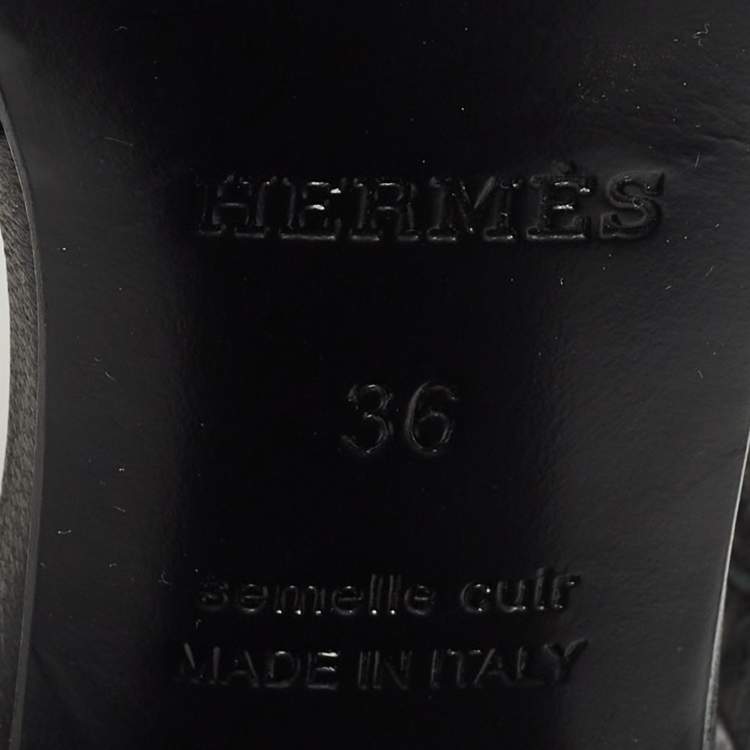 HERMÈS
36
semelle cuir
MADE IN ITALY